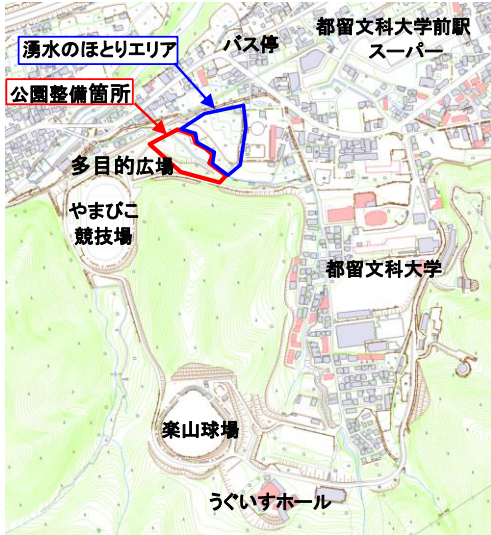 都留文科大学前駅
スーパー
バス停
湧水のほとりエリア
公園整備箇所
多目的広場
やまびこ
競技場
都留文科大学
楽山球場
うぐいすホール